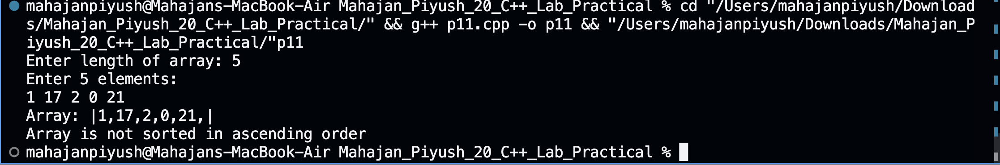 mahajanpiyush@Mahajans-MacBook-Air Mahajan_Piyush_20_C++_Lab_Practical % cd "/Users/mahajanpiyush/Download
s/Mahajan_Piyush_20_C++_Lab_Practical/" && g++ p11.cpp -o p11 && "/Users/mahajanpiyush/Downloads/Mahajan_P
iyush_20_C++_Lab_Practical/"p11
Enter length of array: 5
Enter 5 elements:
1 17 2 0 21
Array: |1,17,2,0,21,|
Array is not sorted in ascending order
mahajanpiyush@Mahajans-MacBook-Air Mahajan_Piyush_20_C++_Lab_Practical %